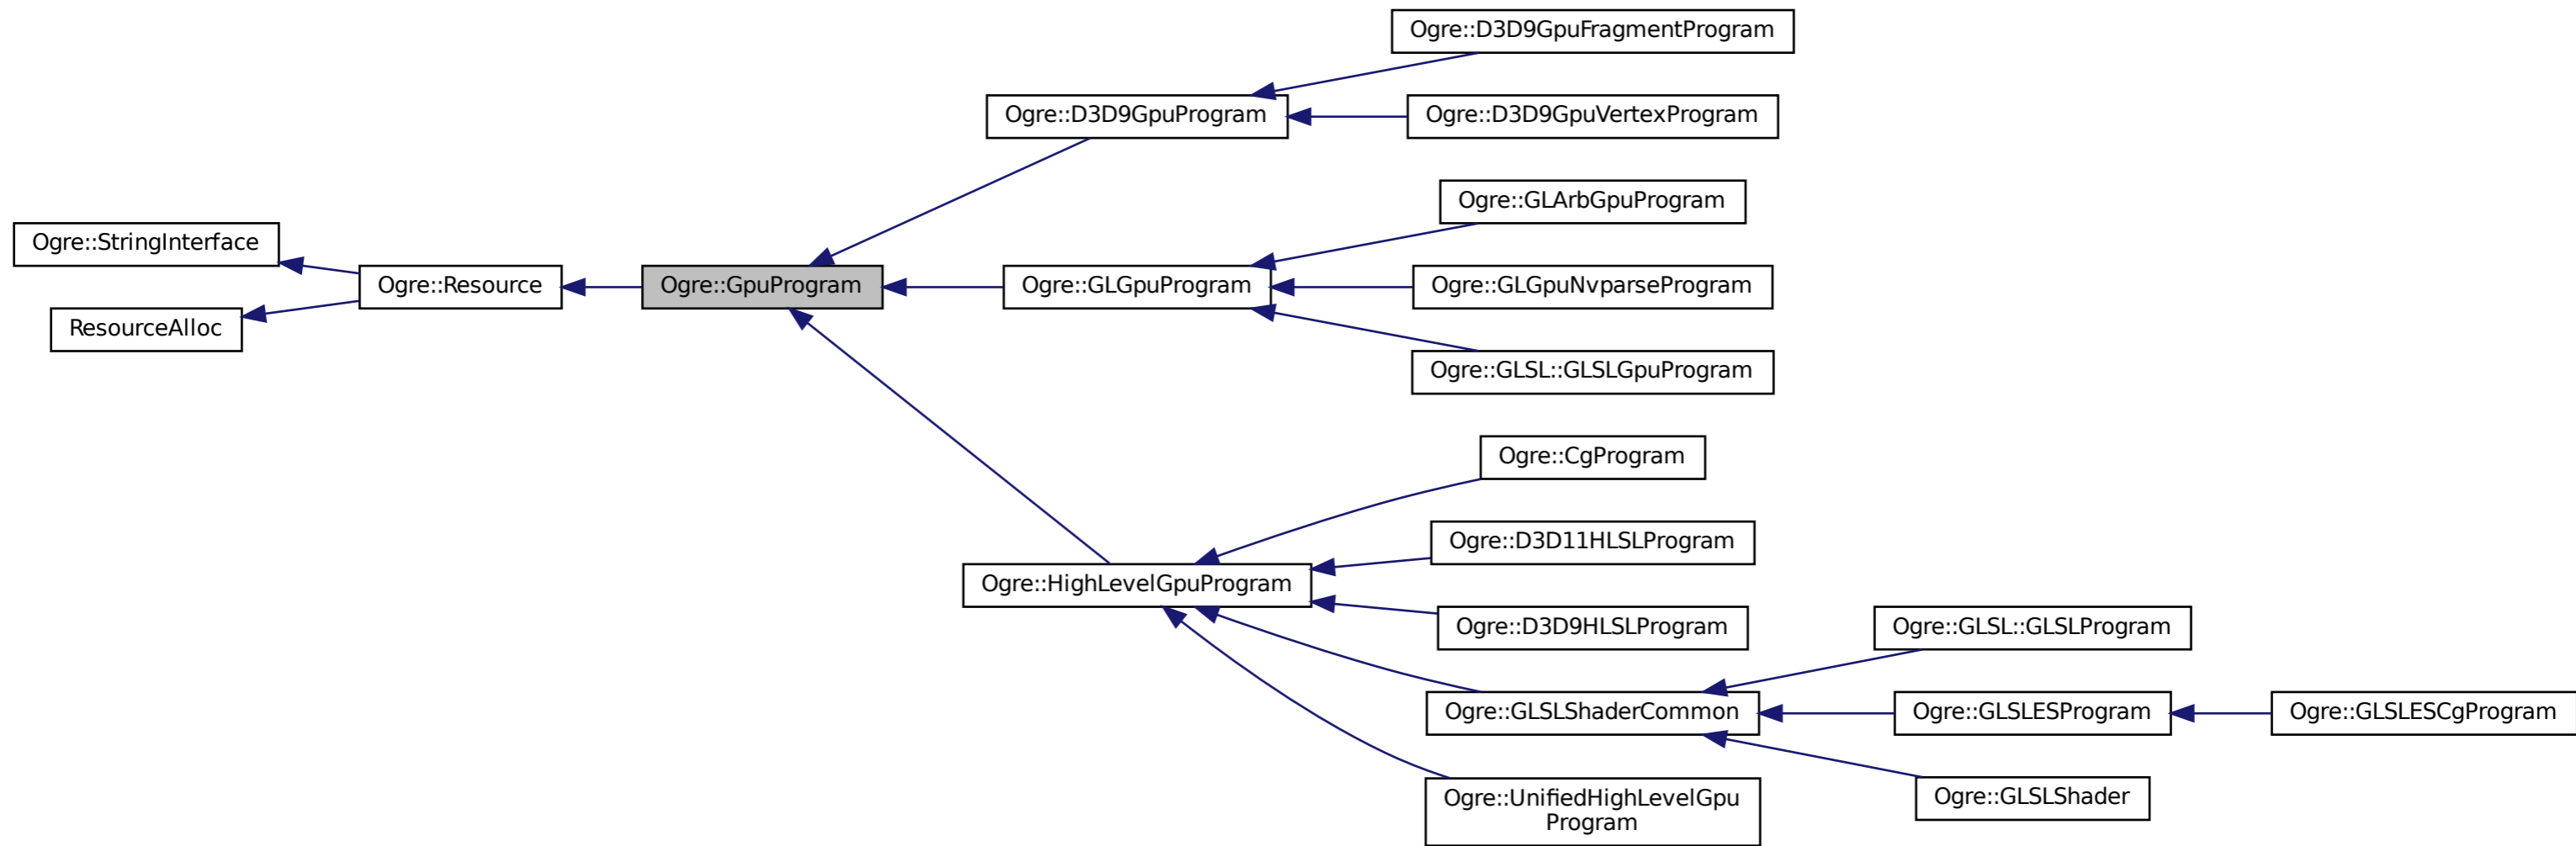 Ogre::D3D9GpuFragmentProgram
Ogre::D3D9GpuProgram
Ogre::D3D9GpuVertexProgram
Ogre::GLArbGpuProgram
Ogre::StringInterface
Ogre::Resource
Ogre::GpuProgram
Ogre::GLGpuProgram
Ogre::GLGpuNvparseProgram
ResourceAlloc
Ogre::GLSL::GLSLGpuProgram
Ogre::CgProgram
Ogre::D3D11HLSLProgram
Ogre::HighLevelGpuProgram
Ogre::D3D9HLSLProgram
Ogre::GLSL::GLSLProgram
Ogre::GLSLShaderCommon
Ogre::GLSLESProgram
Ogre::GLSLESCgProgram
Ogre::UnifiedHighLevelGpu
Program
Ogre::GLSLShader